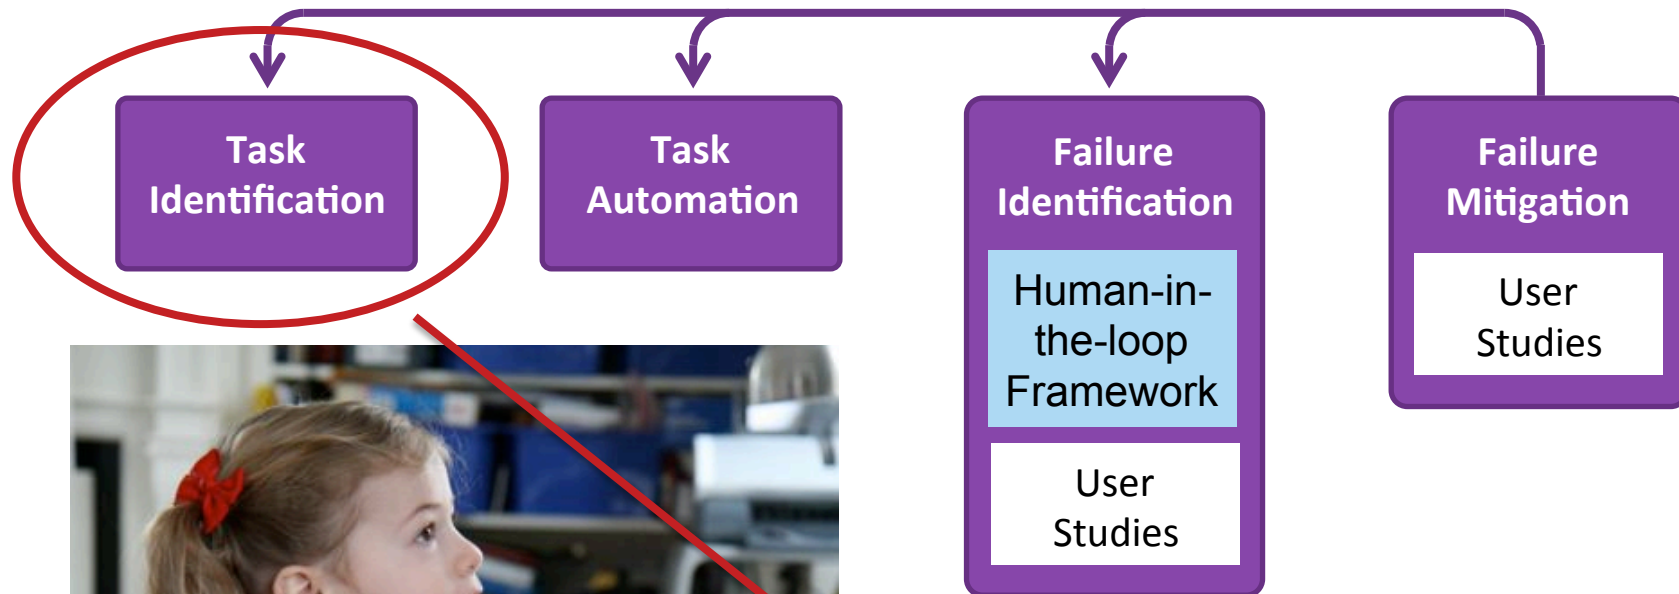 Task
Identification
Task
Automation
Failure
Identification
Human-in-
the-loop
Framework
User
Studies
Failure
Mitigation
User
Studies